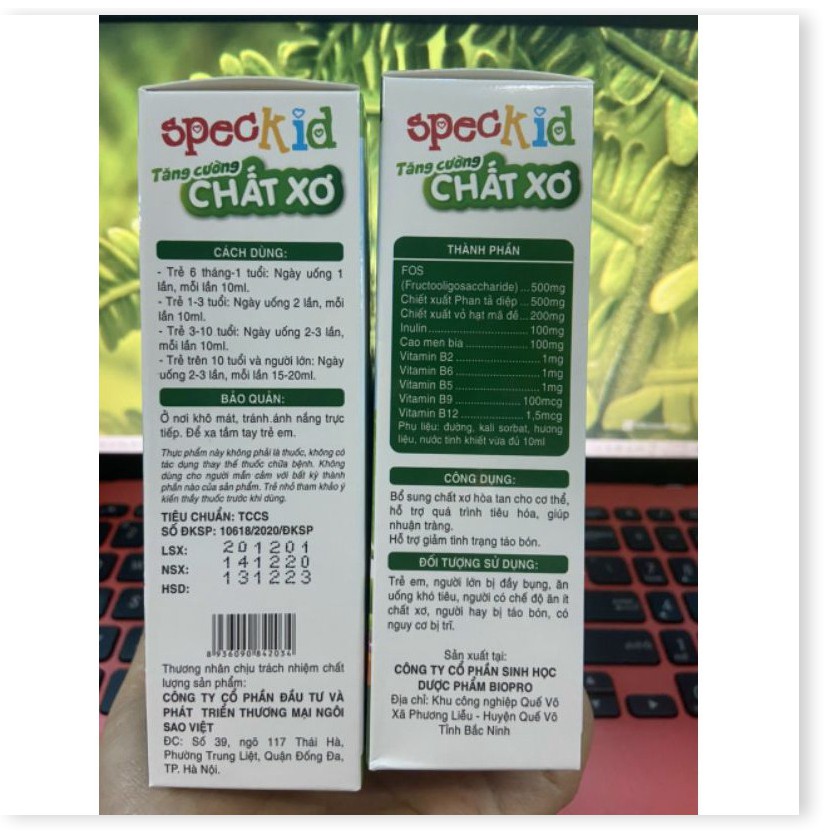 specKid
Tăng cường
CHẤT XƠ
CÁCH DÙNG:
- Trẻ 6 tháng-1 tuổi: Ngày uống 1
lần, mỗi lần 10ml.
- Trẻ 1-3 tuổi: Ngày uống 2 lần, mỗi
lần 10ml.
- Trẻ 3-10 tuổi: Ngày uống 2-3 lần,
mỗi lần 10ml.
- Trẻ trên 10 tuổi và người lớn: Ngày
uống 2-3 lần, mỗi lần 15-20ml.
BẢO QUẢN:
Ở nơi khô mát, tránh ánh nắng trực
tiếp. Để xa tầm tay trẻ em.
Thực phẩm này không phải là thuốc, không có
tác dụng thay thế thuốc chữa bệnh. Không
dùng cho người mẫn cảm với bất kỳ thành
phần nào của sản phẩm. Trẻ nhỏ tham khảo ý
kiến thầy thuốc trước khi dùng.
TIÊU CHUẨN: TCCS
SỐ ĐKSP: 10618/2020/ĐKSP
LSX: 201201
NSX: 141220
HSD: 131223
8 936090 842034
Thương nhân chịu trách nhiệm chất
lượng sản phẩm:
CÔNG TY CỔ PHẦN ĐẦU TƯ VÀ
PHÁT TRIỂN THƯƠNG MẠI NGÔI
SAO VIỆT
ĐC: Số 39, ngõ 117 Thái Hà,
Phường Trung Liệt, Quận Đống Đa,
TP. Hà Nội.
specKid
Tăng cường
CHẤT XƠ
THÀNH PHẦN
FOS
(Fructooligosaccharide) ... 500mg
Chiết xuất Phan tả diệp ... 500mg
Chiết xuất vỏ hạt mã đề ... 200mg
Inulin ... 100mg
Cao men bia ... 100mg
Vitamin B2 ... 1mg
Vitamin B6 ... 1mg
Vitamin B5 ... 1mg
Vitamin B9 ... 100mcg
Vitamin B12 ... 1,5mcg
Phụ liệu: đường, kali sorbat, hương
liệu, nước tinh khiết vừa đủ 10ml
CÔNG DỤNG:
Bổ sung chất xơ hòa tan cho cơ thể,
hỗ trợ quá trình tiêu hóa, giúp
nhuận tràng.
Hỗ trợ giảm tình trạng táo bón.
ĐỐI TƯỢNG SỬ DỤNG:
Trẻ em, người lớn bị đầy bụng, ăn
uống khó tiêu, người có chế độ ăn ít
chất xơ, người hay bị táo bón, có
nguy cơ bị trĩ.
Sản xuất tại:
CÔNG TY CỔ PHẦN SINH HỌC
DƯỢC PHẨM BIOPRO
Địa chỉ: Khu công nghiệp Quế Võ
Xã Phương Liễu - Huyện Quế Võ
Tỉnh Bắc Ninh